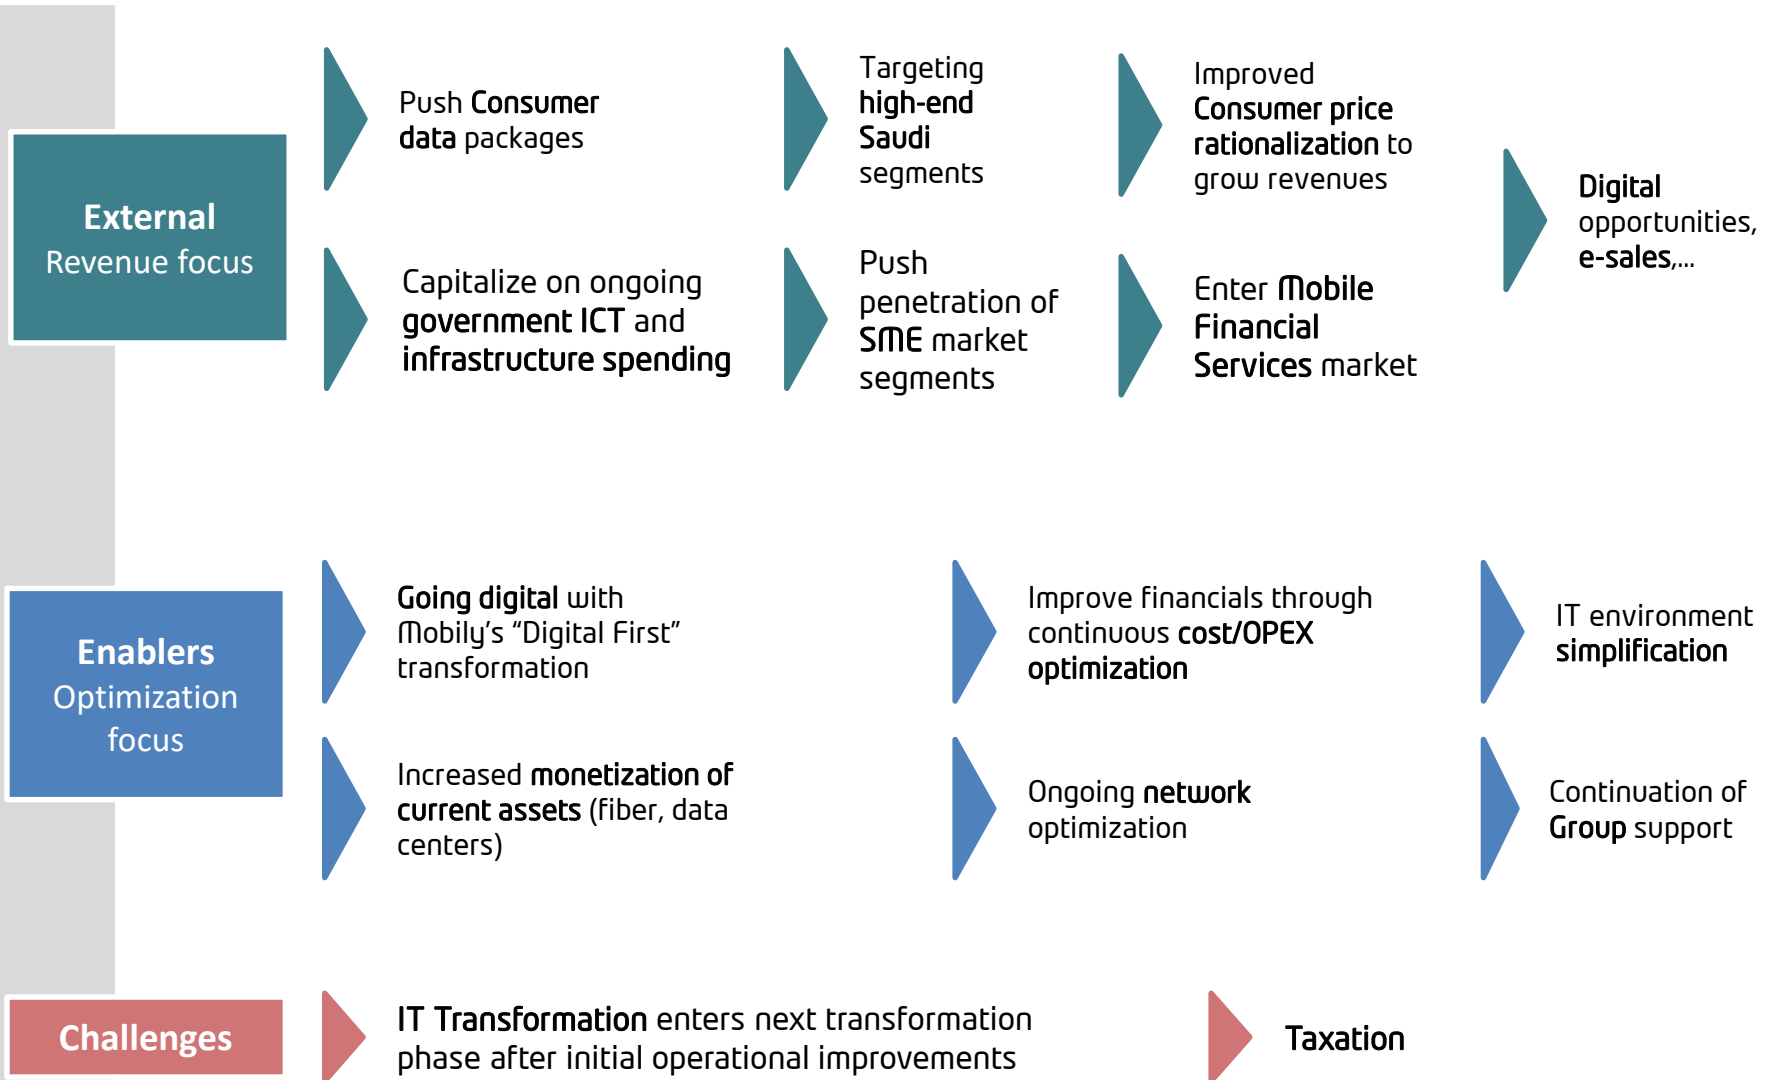 External
Revenue focus
Push Consumer
data packages
Targeting
high-end
Saudi
segments
Improved
Consumer price
rationalization to
grow revenues
Digital
opportunities,
e-sales,...
Capitalize on ongoing
government ICT and
infrastructure spending
Push
penetration of
SME market
segments
Enter Mobile
Financial
Services market
Enablers
Optimization
focus
Going digital with
Mobily's “Digital First”
transformation
Improve financials through
continuous cost/OPEX
optimization
IT environment
simplification
Increased monetization of
current assets (fiber, data
centers)
Ongoing network
optimization
Continuation of
Group support
Challenges
IT Transformation enters next transformation
phase after initial operational improvements
Taxation